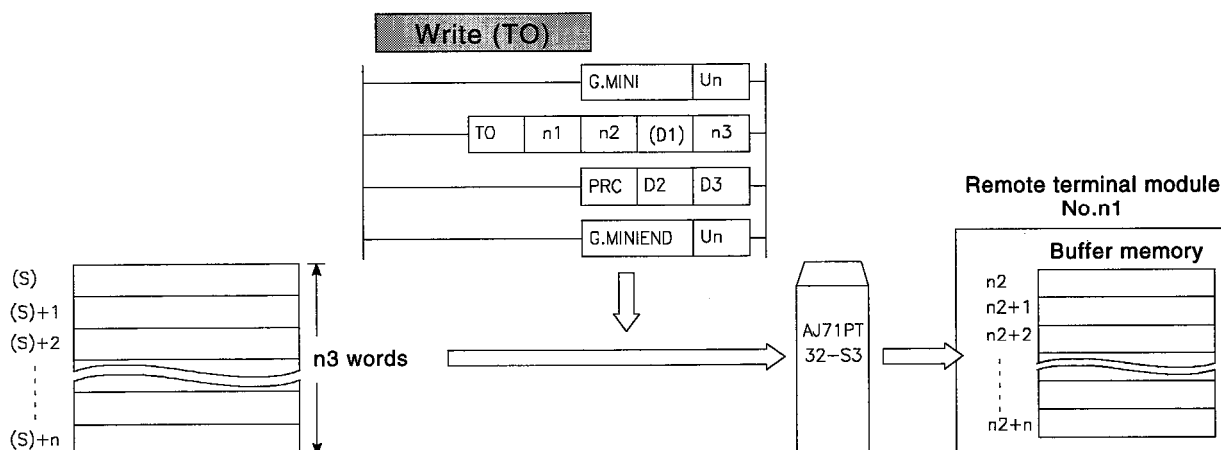 Write (TO)
G.MINI Un
TO n1 n2 (D1) n3
PRC D2 D3
G.MINIEND Un
Remote terminal module
No.n1
Buffer memory
(S)
(S)+1
(S)+2
(S)+n
n3 words
AJ71PT
32-S3
n2
n2+1
n2+2
n2+n